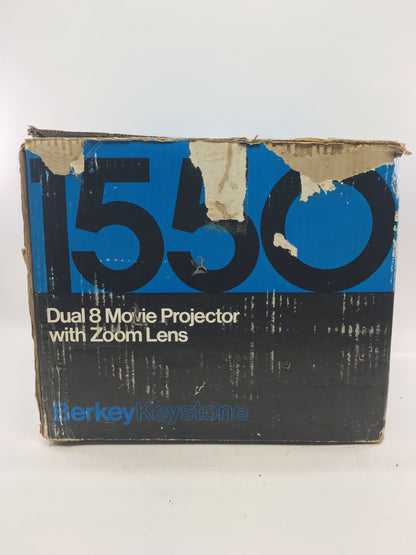 1550
Dual 8 Movie Projector
with Zoom Lens
BerkeyKeystone